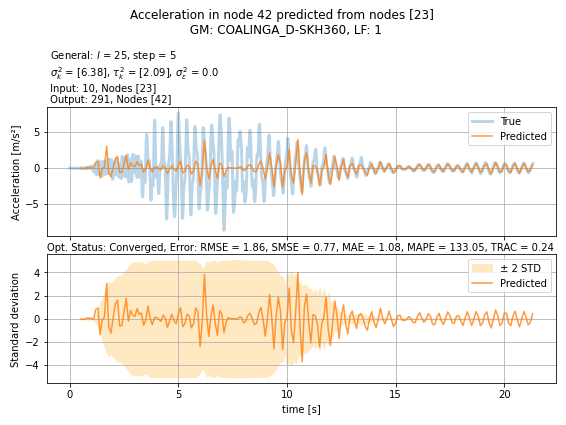 Acceleration in node 42 predicted from nodes [23]
GM: COALINGA_D-SKH360, LF: 1
General: l = 25, step = 5
σ²ₖ = [6.38], τ²ₖ = [2.09], σ²ε = 0.0
Input: 10, Nodes [23]
Output: 291, Nodes [42]
Acceleration [m/s²]
5
0
−5
True
Predicted
Opt. Status: Converged, Error: RMSE = 1.86, SMSE = 0.77, MAE = 1.08, MAPE = 133.05, TRAC = 0.24
Standard deviation
4
2
0
−2
−4
± 2 STD
Predicted
0 5 10 15 20
time [s]